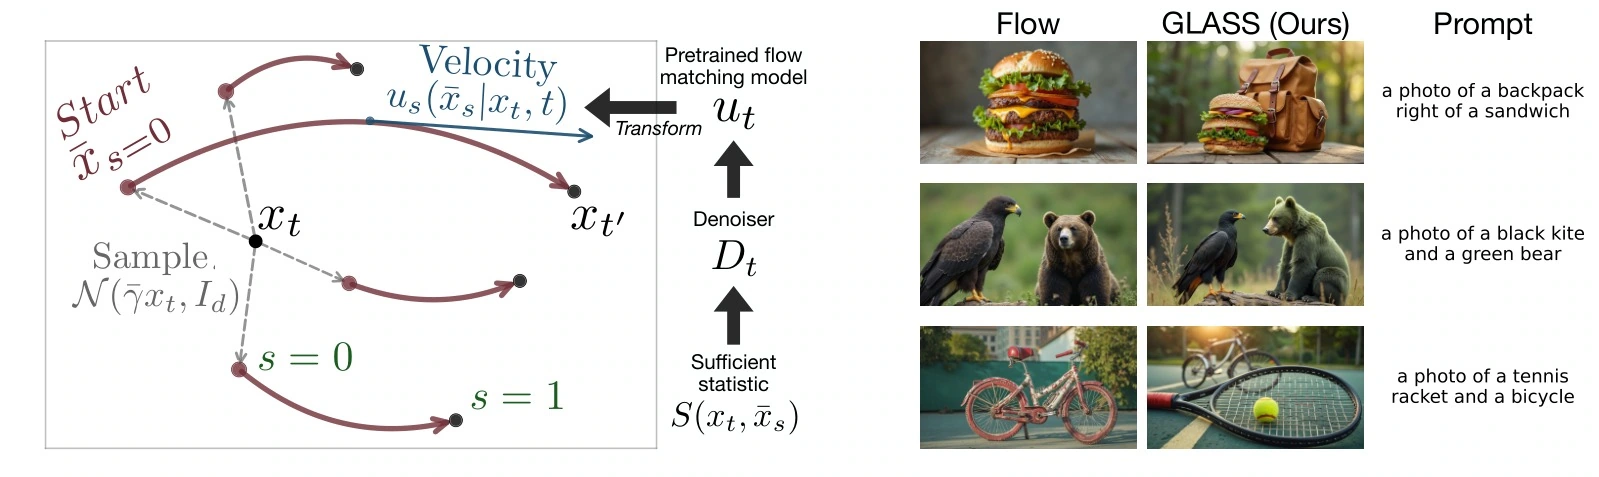 Start
x̄ s=0
Velocity
u_s(x̄_s|x_t, t)
Pretrained flow
matching model
u_t
Transform
x_t
x_{t′}
Sample
𝒩(γ̄x_t, I_d)
Denoiser
D_t
s = 0
s = 1
Sufficient
statistic
S(x_t, x̄_s)
Flow
GLASS (Ours)
Prompt
a photo of a backpack
right of a sandwich
a photo of a black kite
and a green bear
a photo of a tennis
racket and a bicycle